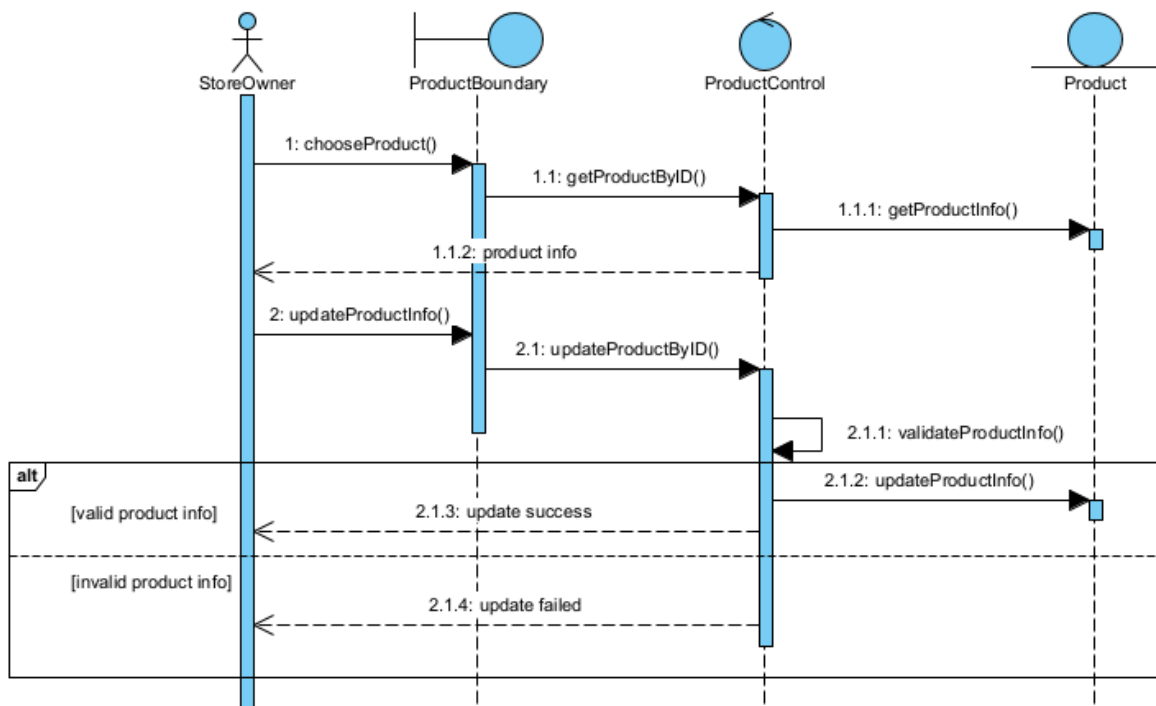 StoreOwner
ProductBoundary
ProductControl
Product
1: chooseProduct()
1.1: getProductByID()
1.1.1: getProductInfo()
1.1.2: product info
2: updateProductInfo()
2.1: updateProductByID()
2.1.1: validateProductInfo()
alt
2.1.2: updateProductInfo()
[valid product info]
2.1.3: update success
[invalid product info]
2.1.4: update failed